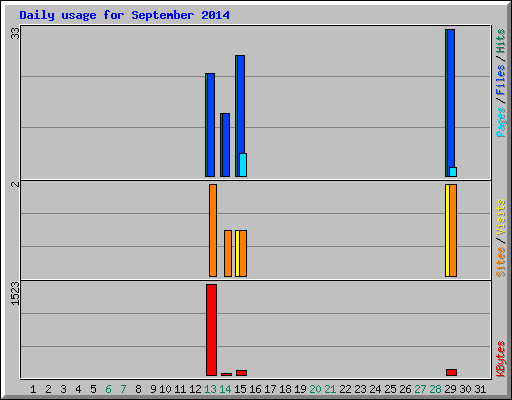 Daily usage for September 2014
33
Pages / Files / Hits
2
Sites / Visits
1523
KBytes
1 2 3 4 5 6 7 8 9 10 11 12 13 14 15 16 17 18 19 20 21 22 23 24 25 26 27 28 29 30 31